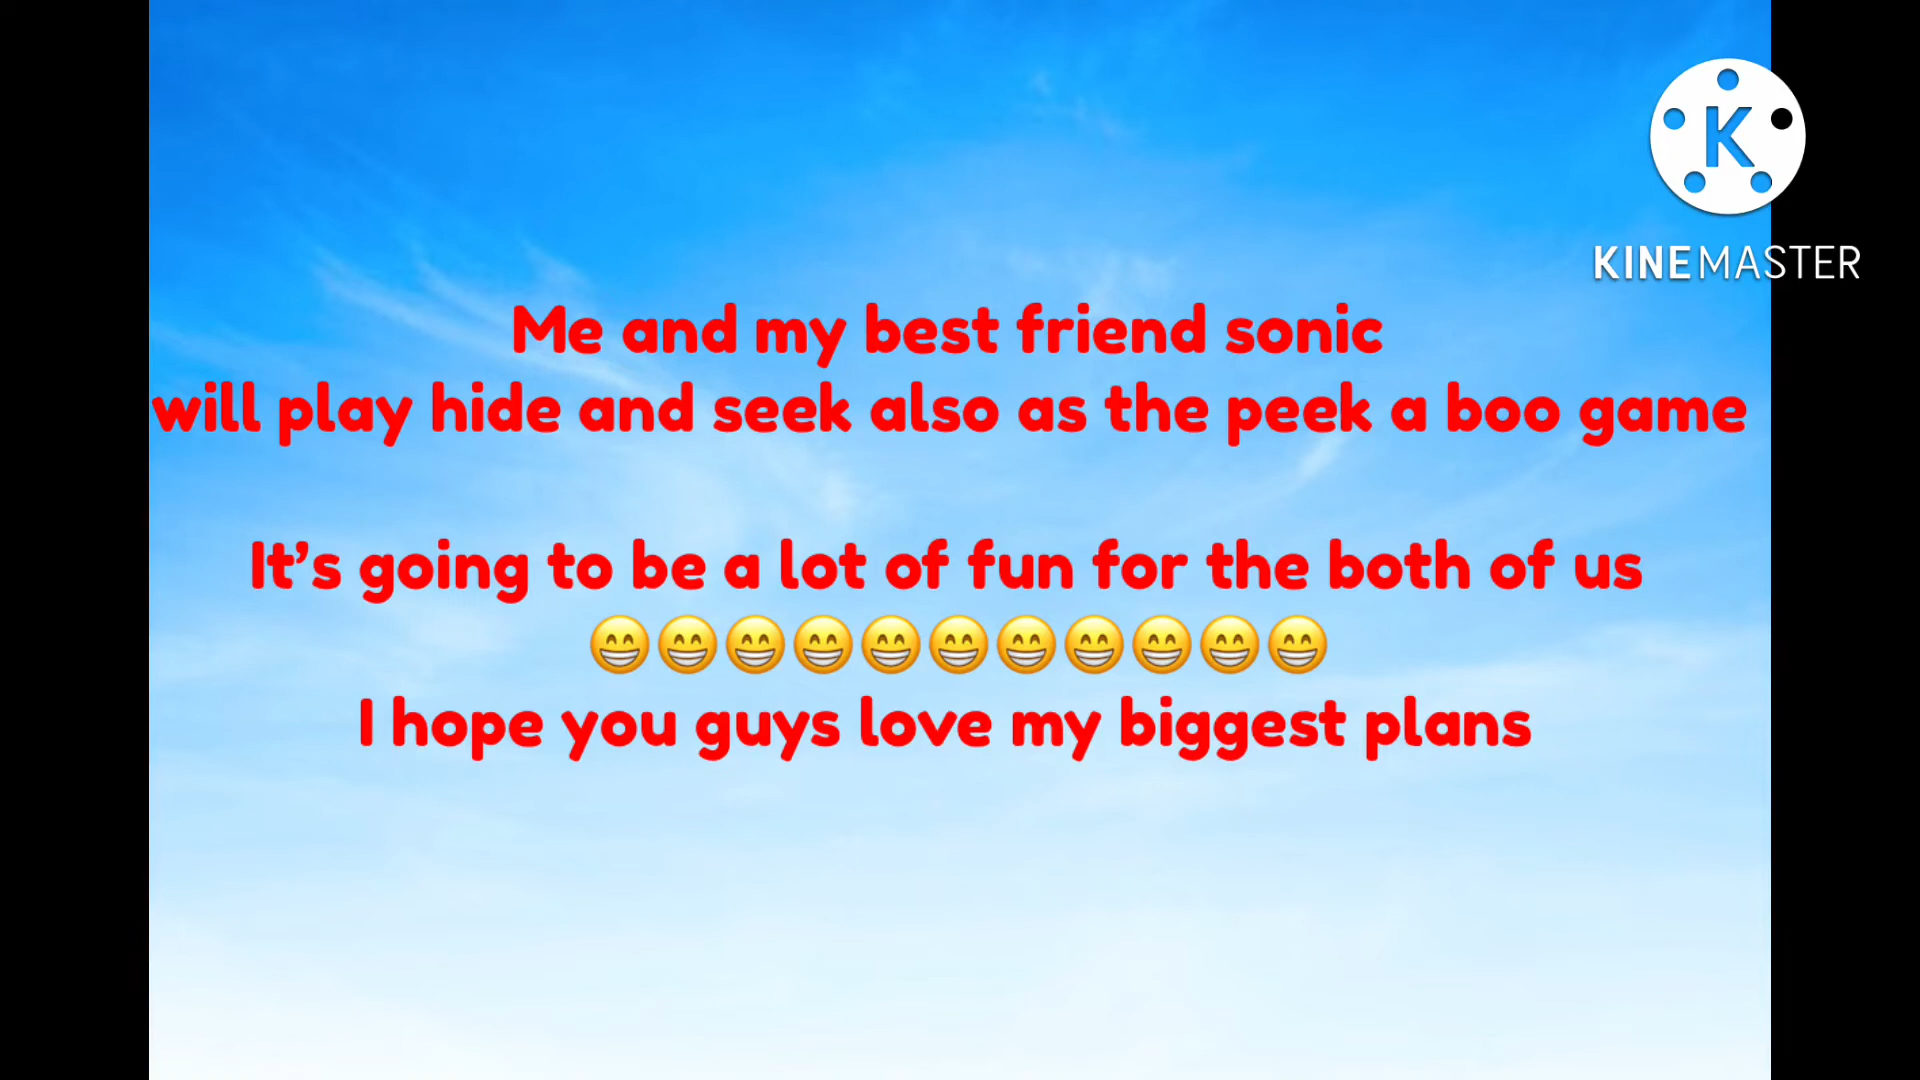 K
KINEMASTER
Me and my best friend sonic
will play hide and seek also as the peek a boo game
It’s going to be a lot of fun for the both of us
😁😁😁😁😁😁😁😁😁😁😁
I hope you guys love my biggest plans